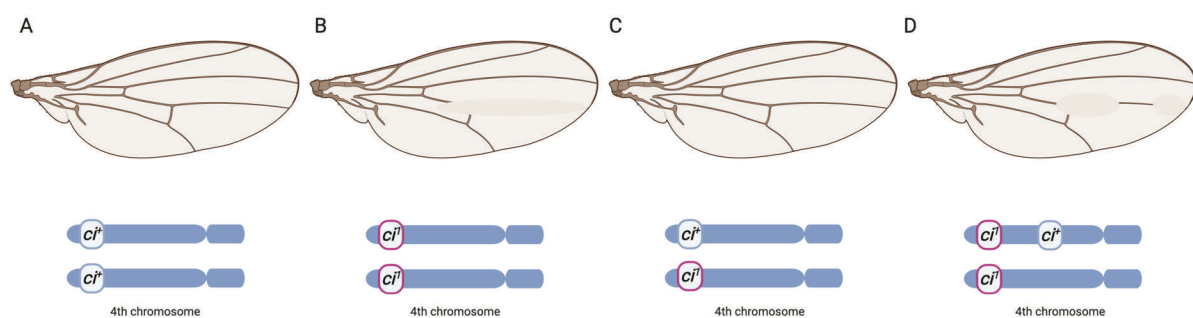 A B C D
ci⁺ ci¹ ci⁺ ci¹ ci⁺
ci⁺ ci¹ ci¹ ci¹
4th chromosome 4th chromosome 4th chromosome 4th chromosome